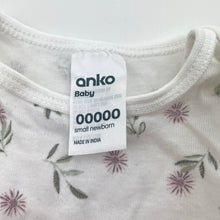 anko
Baby
00000
small newborn
MADE IN INDIA